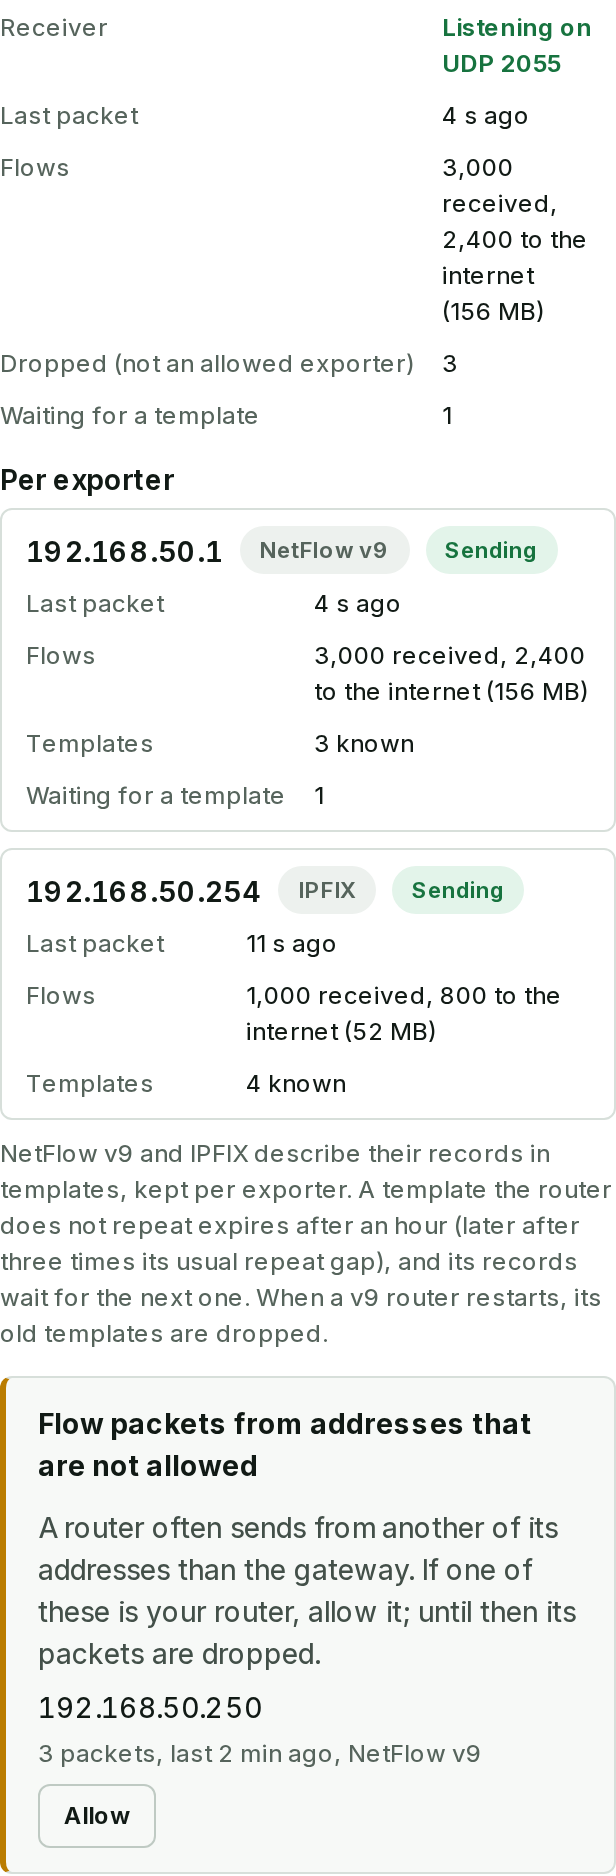 Receiver
Listening on
UDP 2055
Last packet
4 s ago
Flows
3,000
received,
2,400 to the
internet
(156 MB)
Dropped (not an allowed exporter)
3
Waiting for a template
1
Per exporter
192.168.50.1 NetFlow v9 Sending
Last packet
4 s ago
Flows
3,000 received, 2,400
to the internet (156 MB)
Templates
3 known
Waiting for a template
1
192.168.50.254 IPFIX Sending
Last packet
11 s ago
Flows
1,000 received, 800 to the
internet (52 MB)
Templates
4 known
NetFlow v9 and IPFIX describe their records in
templates, kept per exporter. A template the router
does not repeat expires after an hour (later after
three times its usual repeat gap), and its records
wait for the next one. When a v9 router restarts, its
old templates are dropped.
Flow packets from addresses that
are not allowed
A router often sends from another of its
addresses than the gateway. If one of
these is your router, allow it; until then its
packets are dropped.
192.168.50.250
3 packets, last 2 min ago, NetFlow v9
Allow